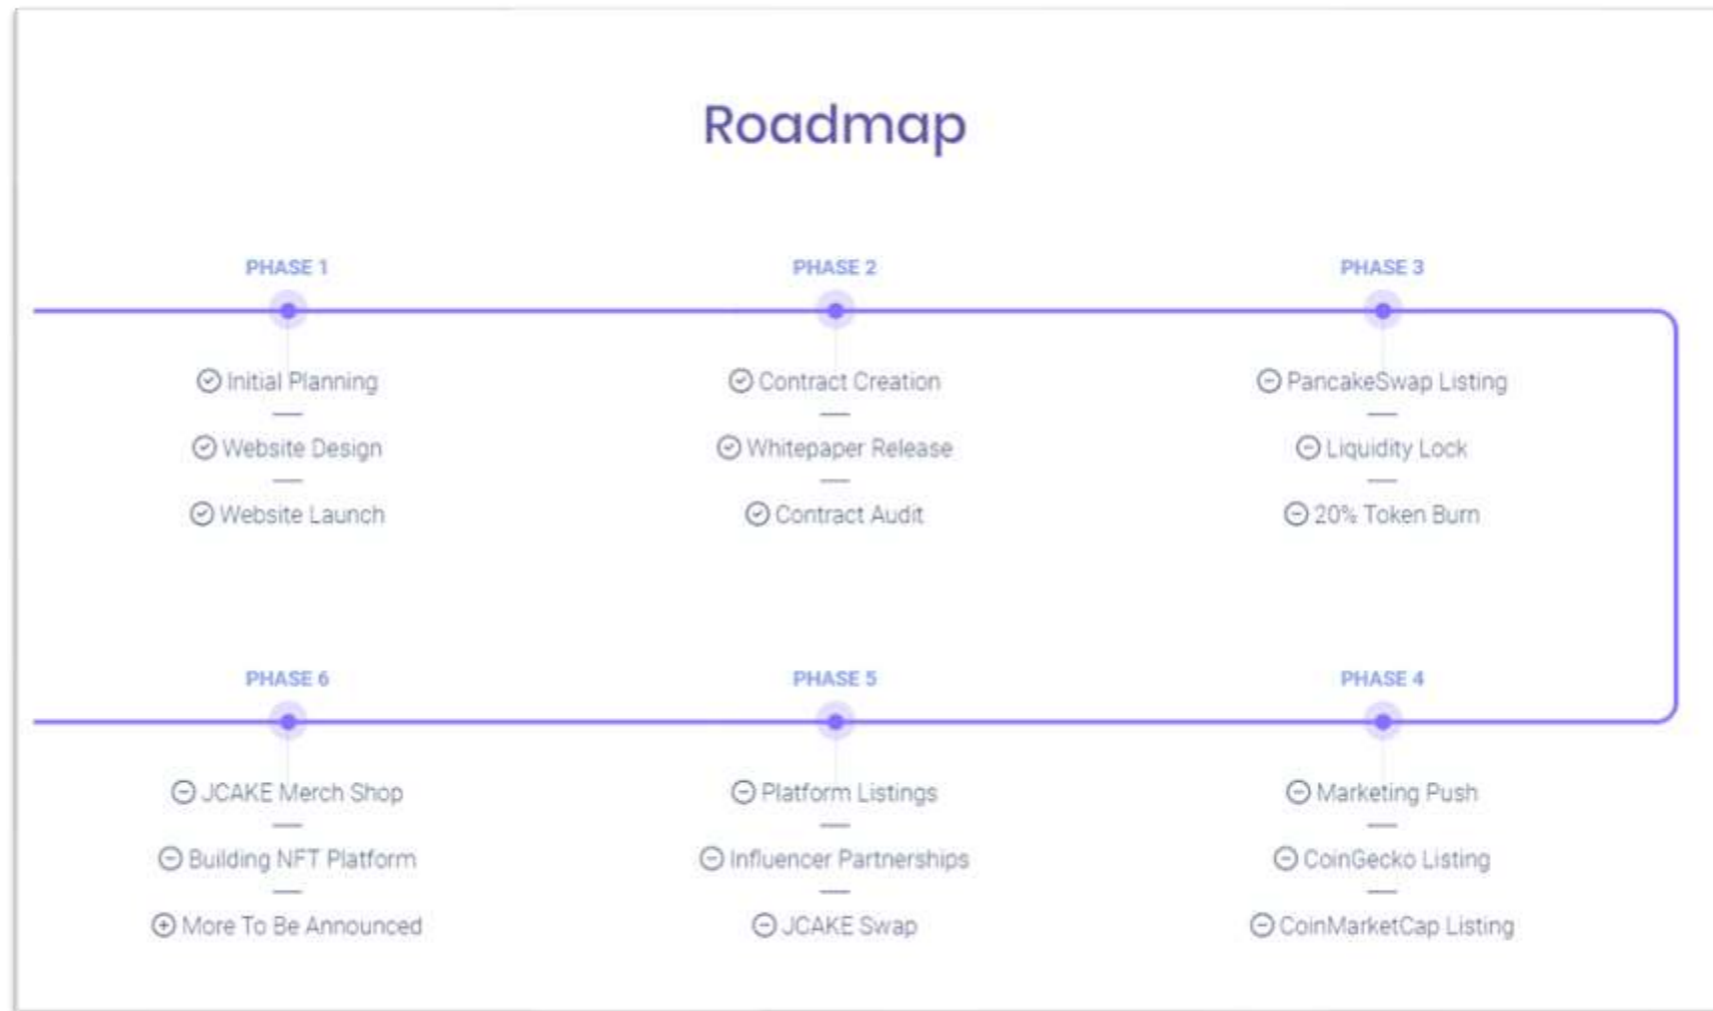 Roadmap
PHASE 1
Initial Planning
Website Design
Website Launch
PHASE 2
Contract Creation
Whitepaper Release
Contract Audit
PHASE 3
PancakeSwap Listing
Liquidity Lock
20% Token Burn
PHASE 4
Marketing Push
CoinGecko Listing
CoinMarketCap Listing
PHASE 5
Platform Listings
Influencer Partnerships
JCAKE Swap
PHASE 6
JCAKE Merch Shop
Building NFT Platform
More To Be Announced